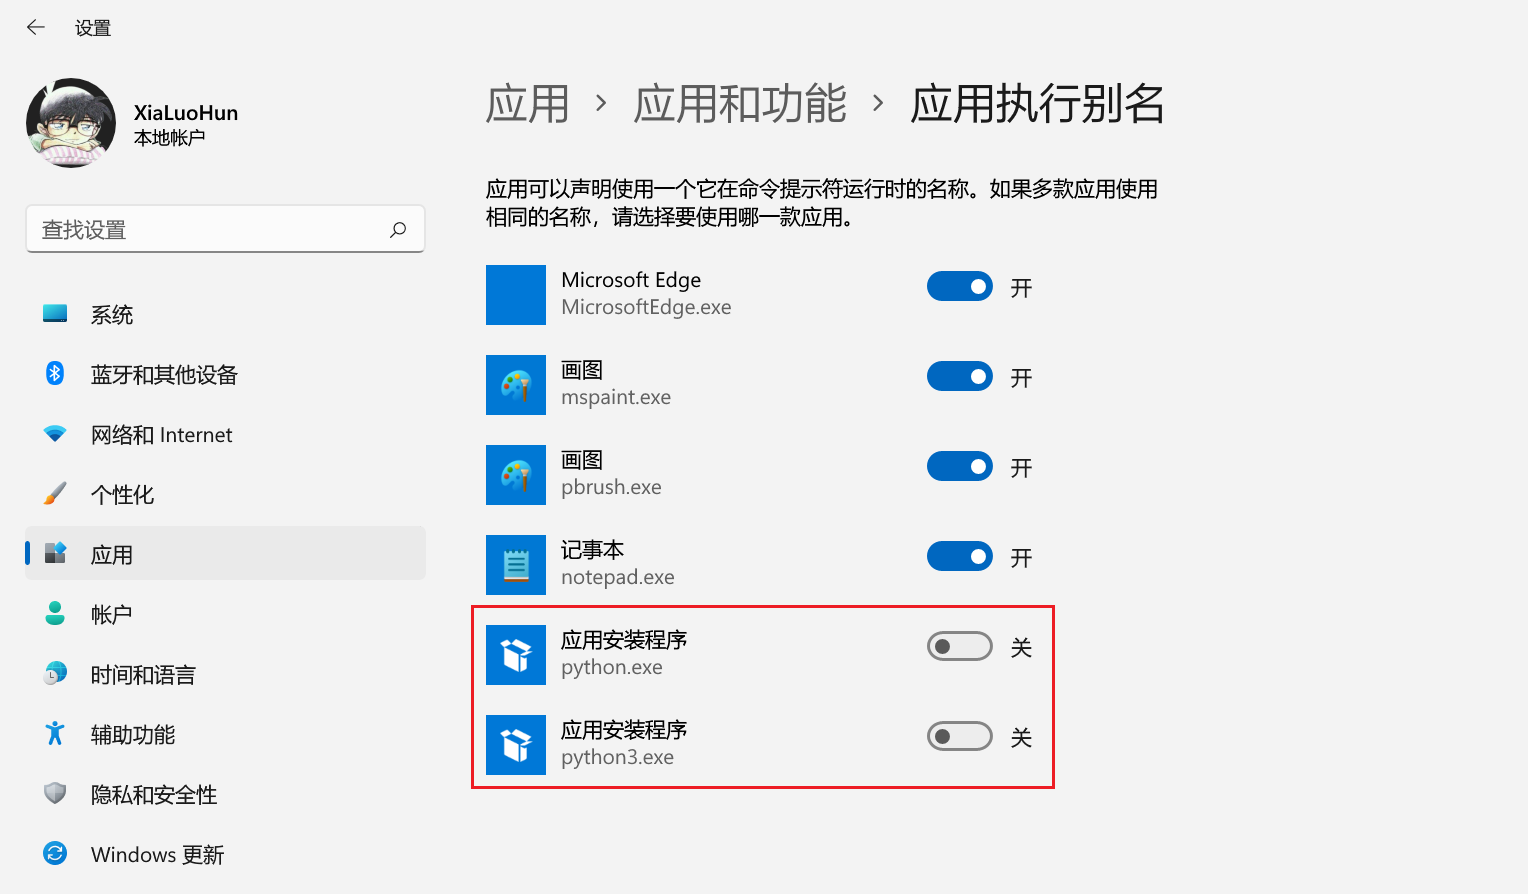 设置
XiaLuoHun
本地帐户
查找设置
系统
蓝牙和其他设备
网络和 Internet
个性化
应用
帐户
时间和语言
辅助功能
隐私和安全性
Windows 更新
应用 › 应用和功能 › 应用执行别名
应用可以声明使用一个它在命令提示符运行时的名称。如果多款应用使用
相同的名称，请选择要使用哪一款应用。
Microsoft Edge
MicrosoftEdge.exe
开
画图
mspaint.exe
开
画图
pbrush.exe
开
记事本
notepad.exe
开
应用安装程序
python.exe
关
应用安装程序
python3.exe
关